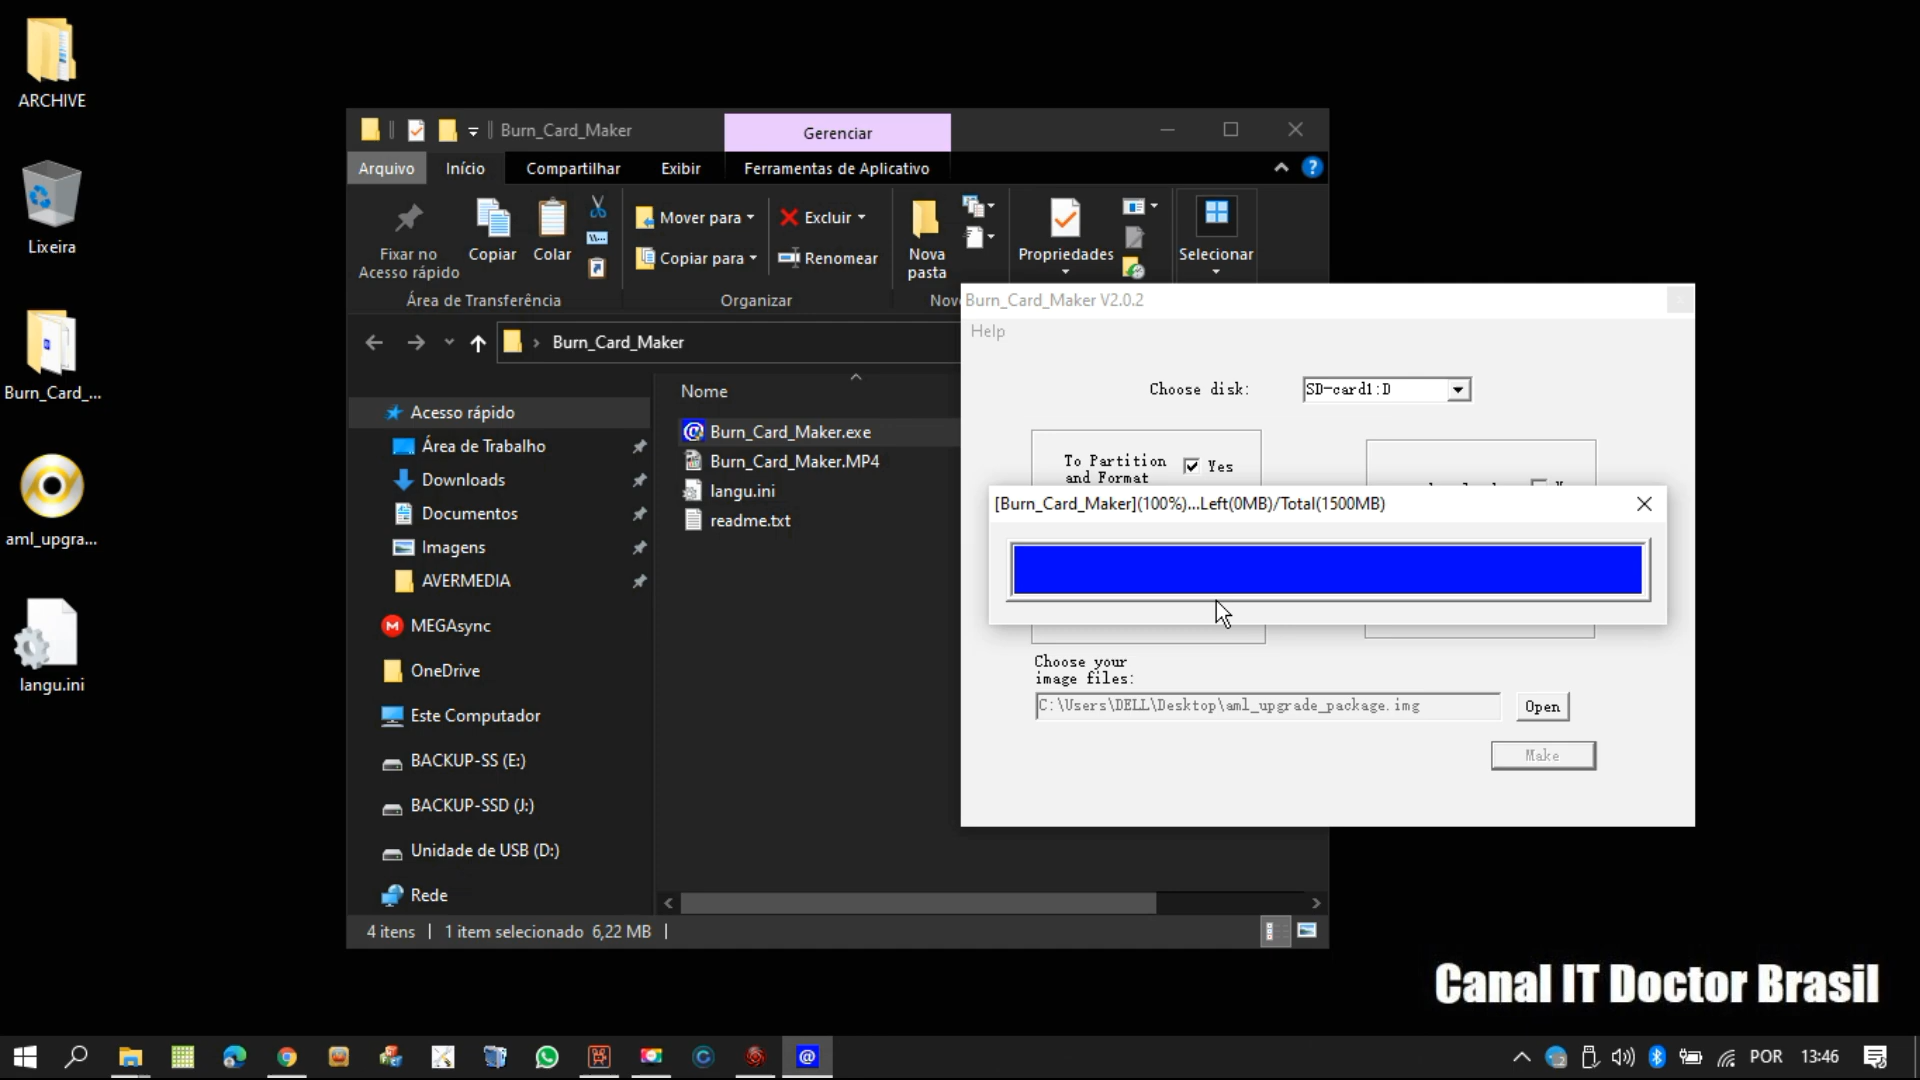 ARCHIVE
Lixeira
Burn_Card_...
aml_upgra...
langu.ini
Burn_Card_Maker
Gerenciar
Arquivo
Início
Compartilhar
Exibir
Ferramentas de Aplicativo
Fixar no
Acesso rápido
Copiar
Colar
Mover para
Copiar para
Excluir
Renomear
Nova
pasta
Propriedades
Selecionar
Área de Transferência
Organizar
Burn_Card_Maker
Nome
Acesso rápido
Área de Trabalho
Downloads
Documentos
Imagens
AVERMEDIA
MEGAsync
OneDrive
Este Computador
BACKUP-SS (E:)
BACKUP-SSD (J:)
Unidade de USB (D:)
Rede
Burn_Card_Maker.exe
Burn_Card_Maker.MP4
langu.ini
readme.txt
4 itens
1 item selecionado 6,22 MB
Burn_Card_Maker V2.0.2
Help
Choose disk:
SD-card1:D
To Partition
and Format
Yes
[Burn_Card_Maker](100%)...Left(0MB)/Total(1500MB)
Choose your
image files:
C:\Users\DELL\Desktop\aml_upgrade_package.img
Open
Make
Canal IT Doctor Brasil
POR
13:46